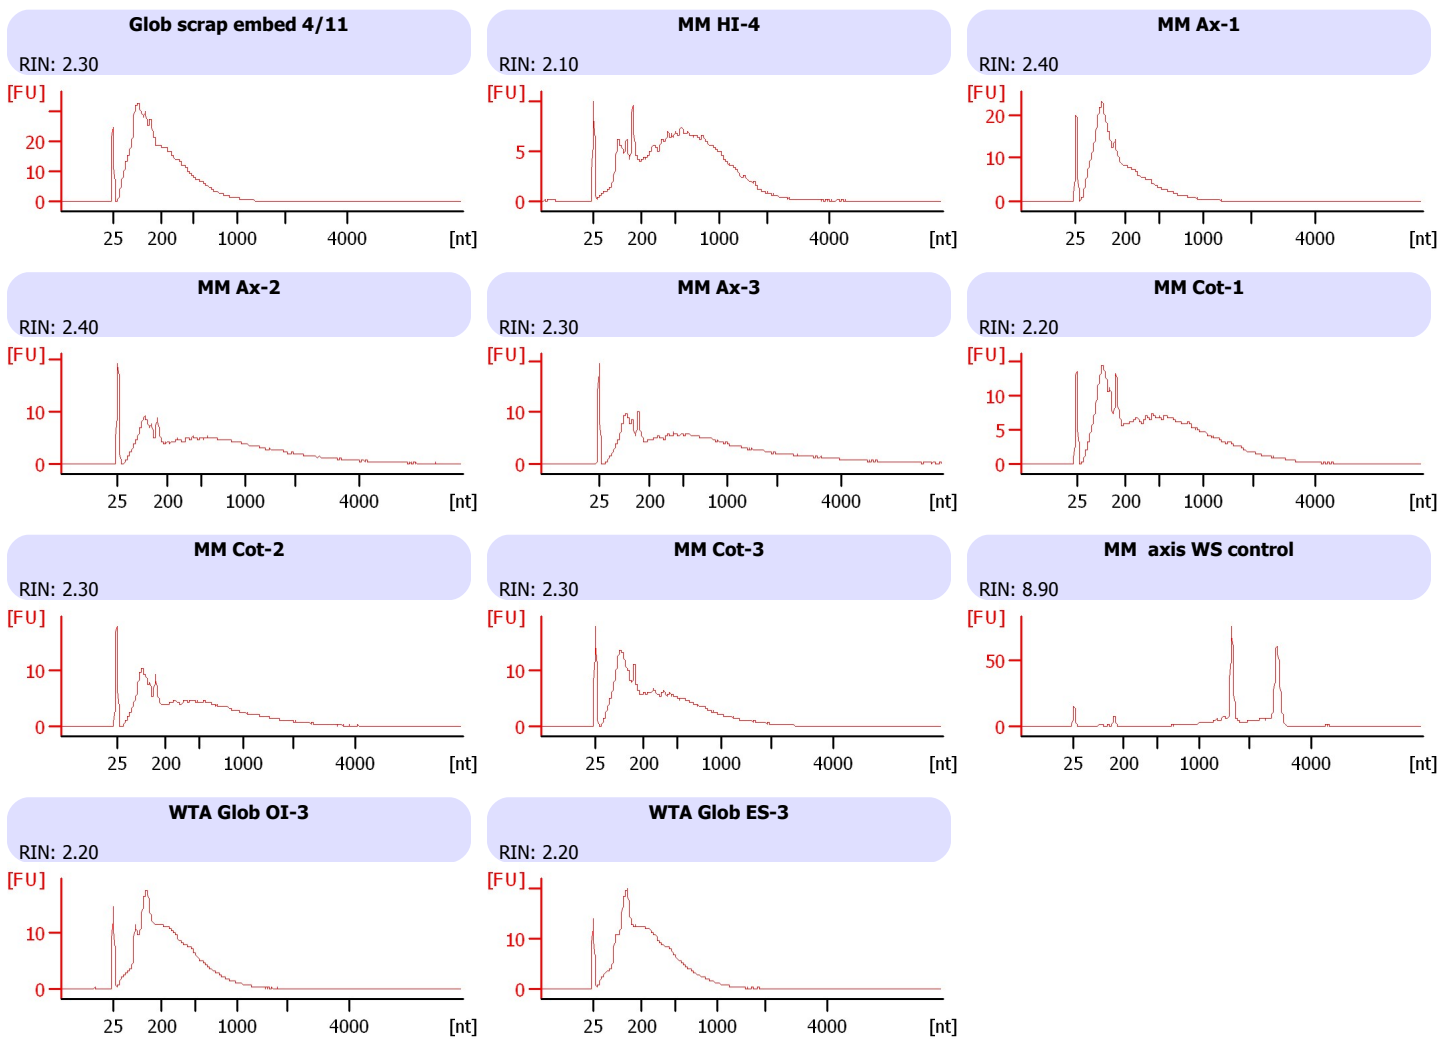 Glob scrap embed 4/11
RIN: 2.30
[FU]
20
10
0
25 200 1000 4000 [nt]
MM HI-4
RIN: 2.10
[FU]
5
0
25 200 1000 4000 [nt]
MM Ax-1
RIN: 2.40
[FU]
20
10
0
25 200 1000 4000 [nt]
MM Ax-2
RIN: 2.40
[FU]
10
0
25 200 1000 4000 [nt]
MM Ax-3
RIN: 2.30
[FU]
10
0
25 200 1000 4000 [nt]
MM Cot-1
RIN: 2.20
[FU]
10
5
0
25 200 1000 4000 [nt]
MM Cot-2
RIN: 2.30
[FU]
10
0
25 200 1000 4000 [nt]
MM Cot-3
RIN: 2.30
[FU]
10
0
25 200 1000 4000 [nt]
MM axis WS control
RIN: 8.90
[FU]
50
0
25 200 1000 4000 [nt]
WTA Glob OI-3
RIN: 2.20
[FU]
10
0
25 200 1000 4000 [nt]
WTA Glob ES-3
RIN: 2.20
[FU]
10
0
25 200 1000 4000 [nt]